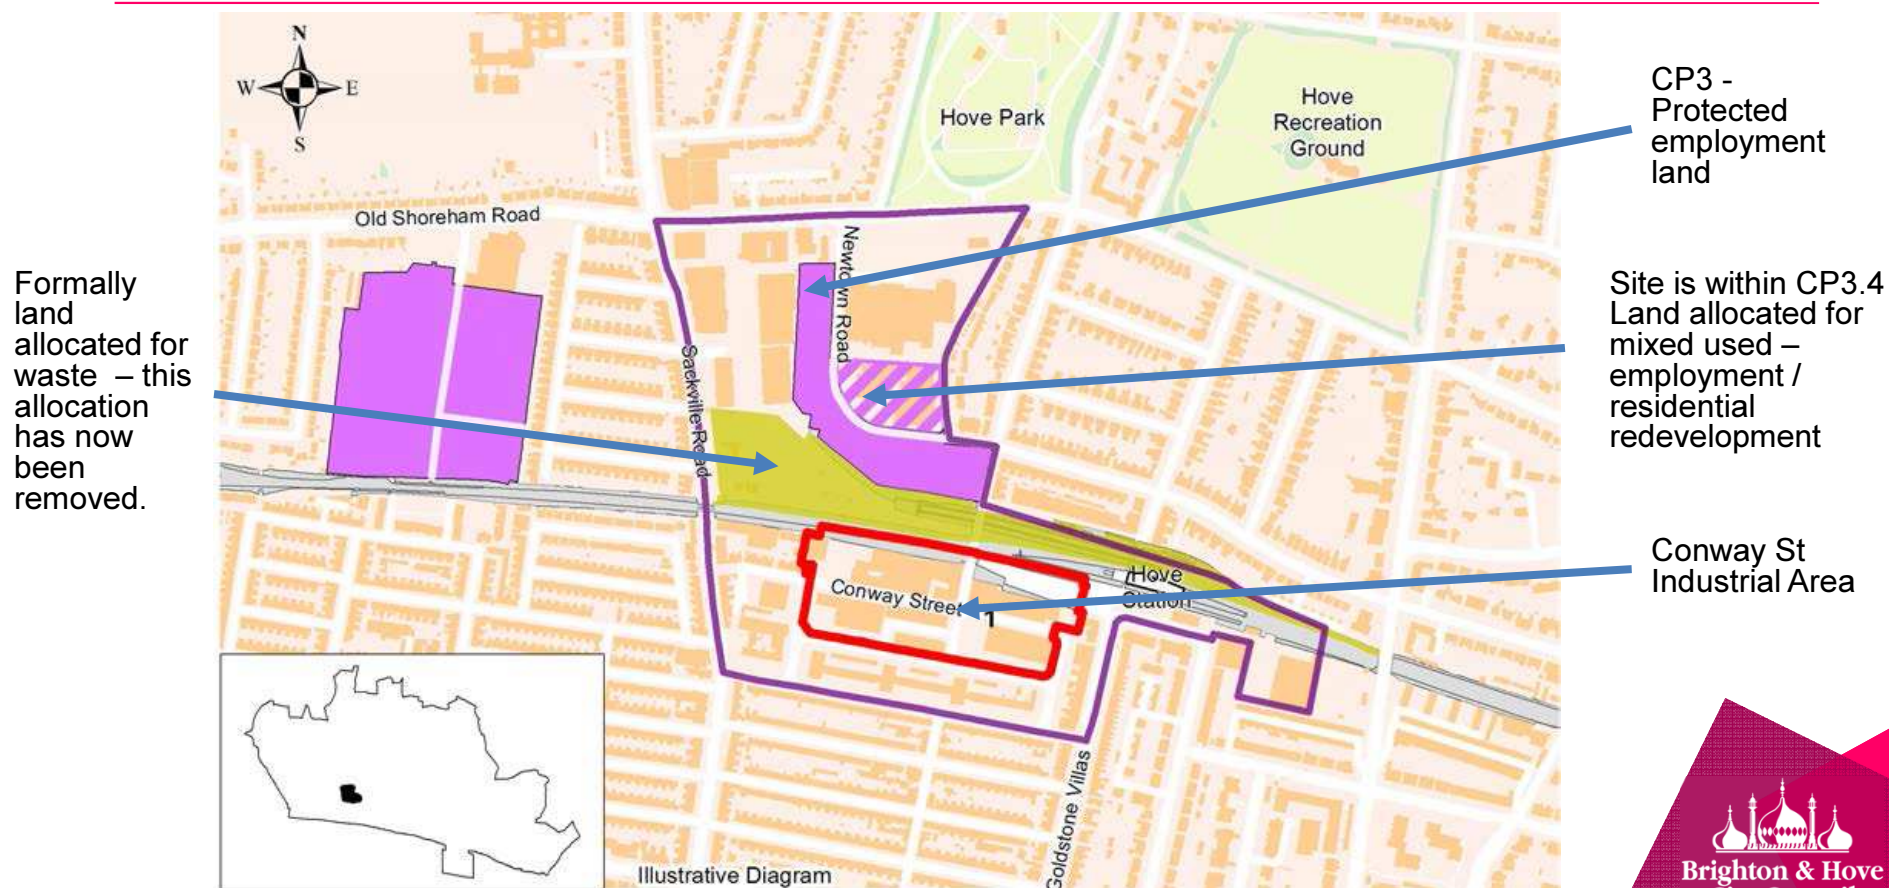 N
W
E
S
Hove Park
Hove
Recreation
Ground
CP3 -
Protected
employment
land
Old Shoreham Road
Newtown Road
Formally
land
allocated for
waste – this
allocation
has now
been
removed.
Site is within CP3.4
Land allocated for
mixed used –
employment /
residential
redevelopment
Sackville Road
Conway St
Industrial Area
Hove
Station
Conway Street
1
Goldstone Villas
Illustrative Diagram
Brighton & Hove